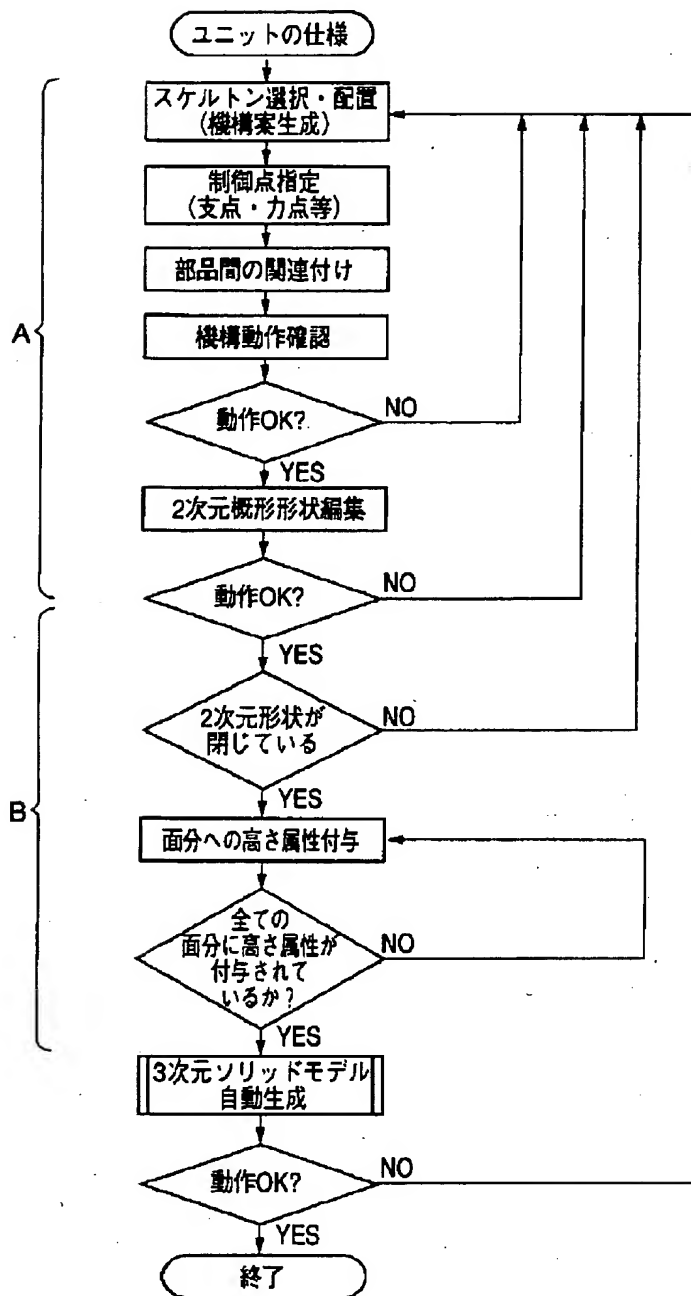 ユニットの仕様
スケルトン選択・配置
(機構案生成)
制御点指定
(支点・力点等)
部品間の関連付け
A
機構動作確認
動作OK?
NO
YES
2次元概形形状編集
動作OK?
NO
YES
2次元形状が
閉じている
NO
YES
B
面分への高さ属性付与
全ての
面分に高さ属性が
付与されて
いるか?
NO
YES
3次元ソリッドモデル
自動生成
動作OK?
NO
YES
終了